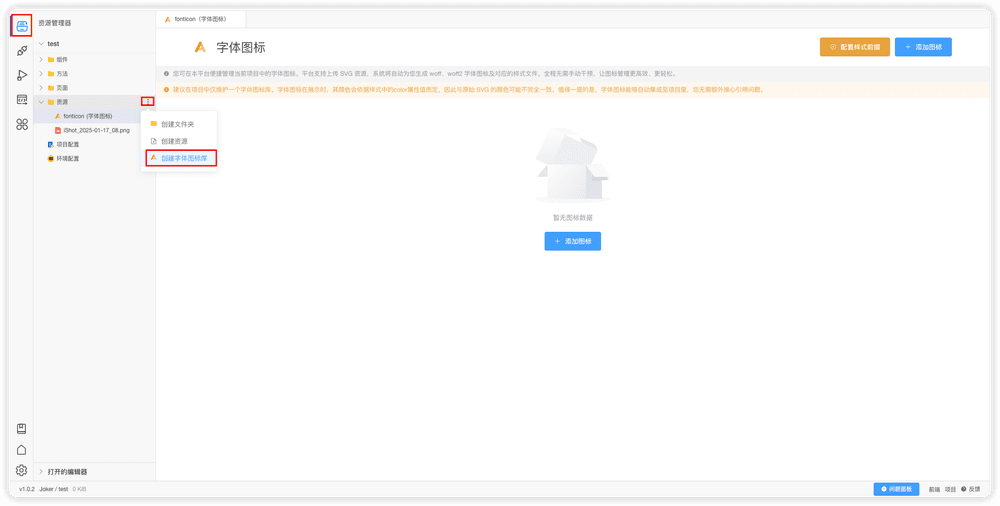 资源管理器
test
组件
方法
页面
资源
fonticon (字体图标)
iShot_2025-01-17_08.png
项目配置
环境配置
创建文件夹
创建资源
创建字体图标库
打开的编辑器
fonticon（字体图标）
字体图标
配置样式前缀
添加图标
您可在本平台便捷管理当前项目中的字体图标。平台支持上传 SVG 资源，系统将自动为您生成 woff、woff2 字体图标及对应的样式文件，全程无需手动干预，让图标管理更高效、更轻松。
建议在项目中仅维护一个字体图标库。字体图标在展示时，其颜色会依据样式中的color属性值而定，因此与原始 SVG 的颜色可能不完全一致。值得一提的是，字体图标能够自动集成至项目里，您无需额外操心引用问题。
暂无图标数据
添加图标
v1.0.2 Joker / test 0 KiB
问题面板
前端 项目 反馈